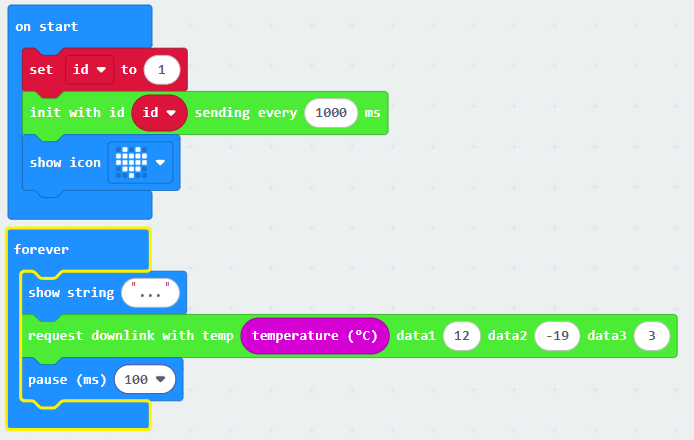 on start
set id to 1
init with id id sending every 1000 ms
show icon
forever
show string "..."
request downlink with temp temperature (°C) data1 12 data2 -19 data3 3
pause (ms) 100